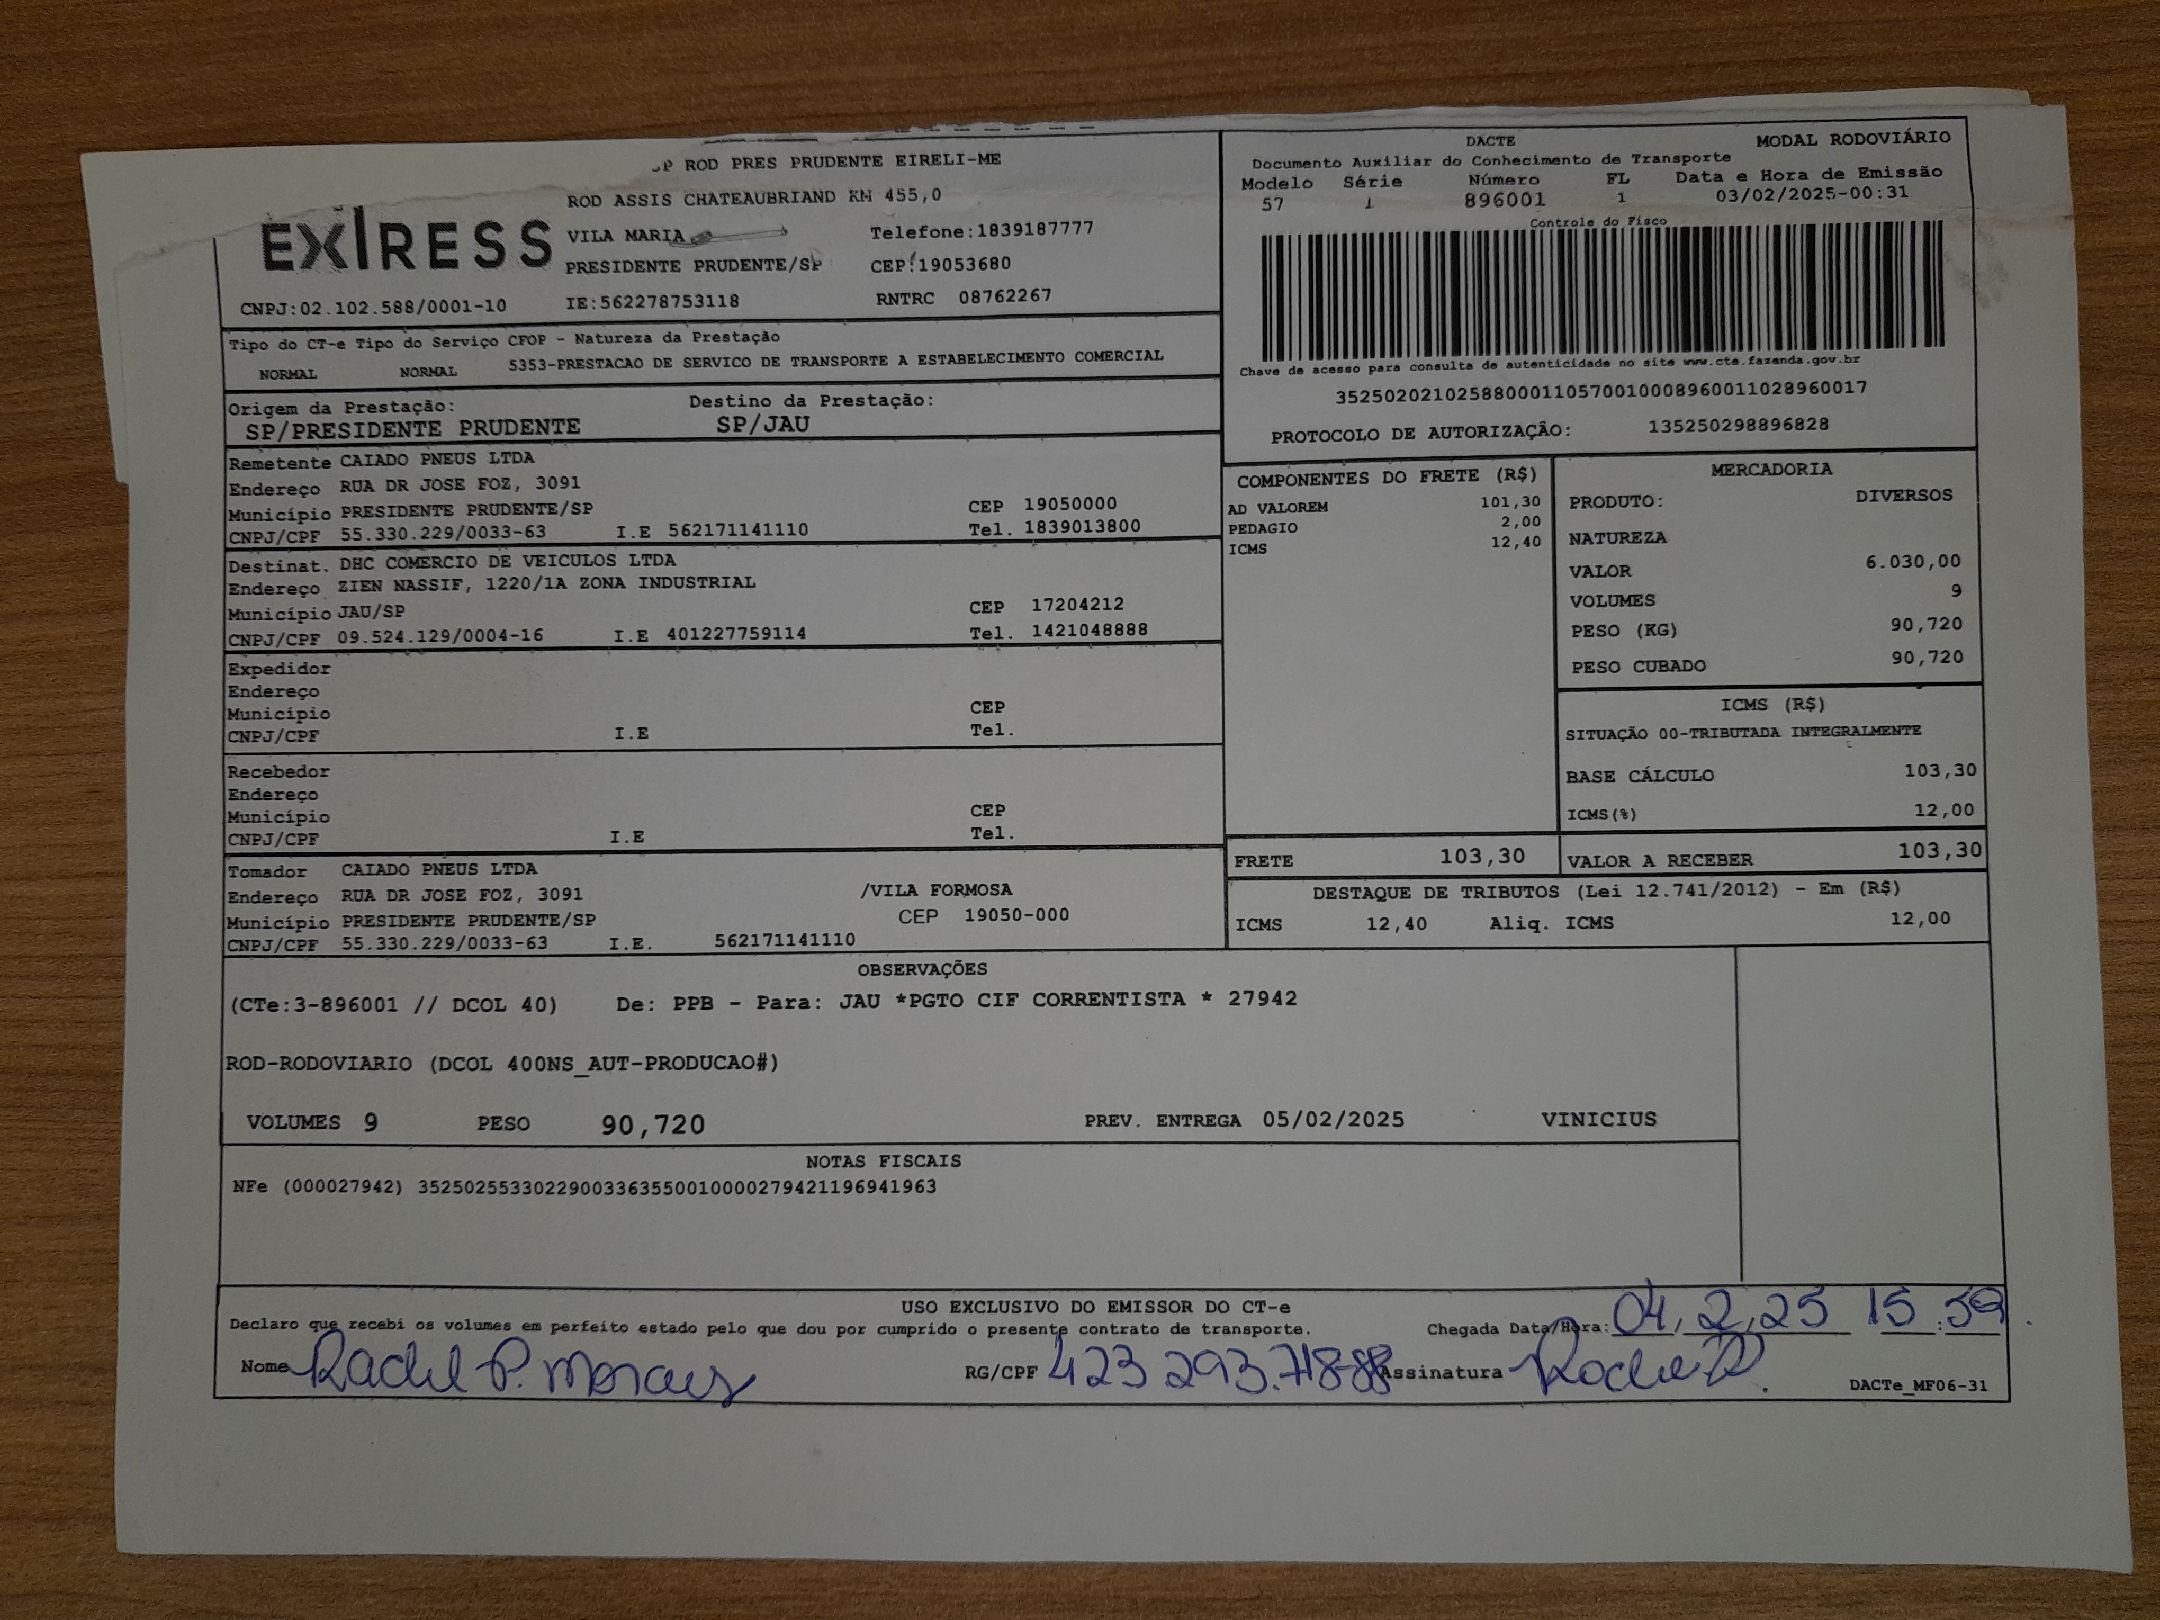 ROD PRES PRUDENTE EIRELI-ME
ROD ASSIS CHATEAUBRIAND KM 455,0
EXPRESS
VILA MARIA Telefone:1839187777
PRESIDENTE PRUDENTE/SP CEP:19053680
CNPJ:02.102.588/0001-10 IE:562278753118 RNTRC 08762267
DACTE MODAL RODOVIÁRIO
Documento Auxiliar do Conhecimento de Transporte
Modelo Série Número FL Data e Hora de Emissão
57 1 896001 1 03/02/2025-00:31
Controle do Fisco
Chave de acesso para consulta de autenticidade no site www.cte.fazenda.gov.br
35250202102588000110570010008960011028960017
PROTOCOLO DE AUTORIZAÇÃO: 135250298896828
Tipo do CT-e Tipo do Serviço CFOP - Natureza da Prestação
NORMAL NORMAL 5353-PRESTACAO DE SERVICO DE TRANSPORTE A ESTABELECIMENTO COMERCIAL
Origem da Prestação: Destino da Prestação:
SP/PRESIDENTE PRUDENTE SP/JAU
Remetente CAIADO PNEUS LTDA
Endereço RUA DR JOSE FOZ, 3091
Município PRESIDENTE PRUDENTE/SP CEP 19050000
CNPJ/CPF 55.330.229/0033-63 I.E 562171141110 Tel. 1839013800
Destinat. DHC COMERCIO DE VEICULOS LTDA
Endereço ZIEN NASSIF, 1220/1A ZONA INDUSTRIAL
Município JAU/SP CEP 17204212
CNPJ/CPF 09.524.129/0004-16 I.E 401227759114 Tel. 1421048888
Expedidor
Endereço
Município CEP
CNPJ/CPF I.E Tel.
Recebedor
Endereço
Município CEP
CNPJ/CPF I.E Tel.
Tomador CAIADO PNEUS LTDA
Endereço RUA DR JOSE FOZ, 3091 /VILA FORMOSA
Município PRESIDENTE PRUDENTE/SP CEP 19050-000
CNPJ/CPF 55.330.229/0033-63 I.E. 562171141110
COMPONENTES DO FRETE (R$)
AD VALOREM 101,30
PEDAGIO 2,00
ICMS 12,40
MERCADORIA
PRODUTO: DIVERSOS
NATUREZA
VALOR 6.030,00
VOLUMES 9
PESO (KG) 90,720
PESO CUBADO 90,720
ICMS (R$)
SITUAÇÃO 00-TRIBUTADA INTEGRALMENTE
BASE CÁLCULO 103,30
ICMS(%) 12,00
FRETE 103,30 VALOR A RECEBER 103,30
DESTAQUE DE TRIBUTOS (Lei 12.741/2012) - Em (R$)
ICMS 12,40 Aliq. ICMS 12,00
OBSERVAÇÕES
(CTe:3-896001 // DCOL 40) De: PPB - Para: JAU *PGTO CIF CORRENTISTA * 27942
ROD-RODOVIARIO (DCOL 400NS_AUT-PRODUCAO#)
VOLUMES 9 PESO 90,720 PREV. ENTREGA 05/02/2025 VINICIUS
NOTAS FISCAIS
NFe (000027942) 35250255330229003363550010000279421196941963
USO EXCLUSIVO DO EMISSOR DO CT-e
Declaro que recebi os volumes em perfeito estado pelo que dou por cumprido o presente contrato de transporte. Chegada Data/Hora: 04, 2, 25 15:59
Nome Rachel P. Moraes RG/CPF 423 293.718-88 Assinatura
DACTe_MF06-31